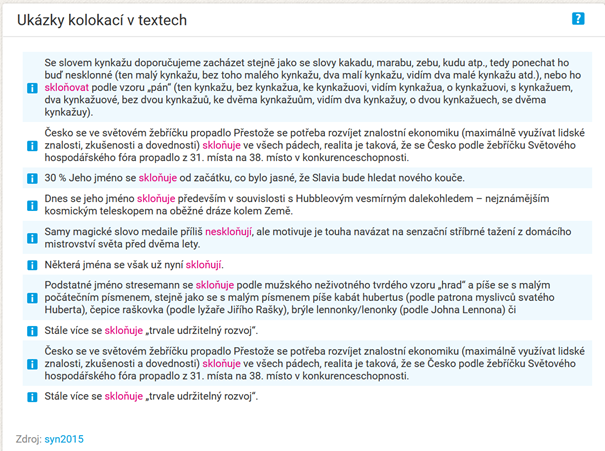 Ukázky kolokací v textech
?
Se slovem kynkažu doporučujeme zacházet stejně jako se slovy kakadu, marabu, zebu, kudu atp., tedy ponechat ho
buď nesklonné (ten malý kynkažu, bez toho malého kynkažu, dva malí kynkažu, vidím dva malé kynkažu atd.), nebo ho
skloňovat podle vzoru „pán“ (ten kynkažu, bez kynkažua, ke kynkažuovi, vidím kynkažua, o kynkažuovi, s kynkažuem,
dva kynkažuové, bez dvou kynkažuů, ke dvěma kynkažuům, vidím dva kynkažuy, o dvou kynkažuech, se dvěma
kynkažuy).
Česko se ve světovém žebříčku propadlo Přestože se potřeba rozvíjet znalostní ekonomiku (maximálně využívat lidské
znalosti, zkušenosti a dovednosti) skloňuje ve všech pádech, realita je taková, že se Česko podle žebříčku Světového
hospodářského fóra propadlo z 31. místa na 38. místo v konkurenceschopnosti.
30 % Jeho jméno se skloňuje od začátku, co bylo jasné, že Slavia bude hledat nového kouče.
Dnes se jeho jméno skloňuje především v souvislosti s Hubbleovým vesmírným dalekohledem – nejznámějším
kosmickým teleskopem na oběžné dráze kolem Země.
Samy magické slovo medaile příliš neskloňují, ale motivuje je touha navázat na senzační stříbrné tažení z domácího
mistrovství světa před dvěma lety.
Některá jména se však už nyní skloňují.
Podstatné jméno stresemann se skloňuje podle mužského neživotného tvrdého vzoru „hrad“ a píše se s malým
počátečním písmenem, stejně jako se s malým písmenem píše kabát hubertus (podle patrona myslivců svatého
Huberta), čepice raškovka (podle lyžaře Jiřího Rašky), brýle lennonky/lenonky (podle Johna Lennona) či
Stále více se skloňuje „trvale udržitelný rozvoj“.
Česko se ve světovém žebříčku propadlo Přestože se potřeba rozvíjet znalostní ekonomiku (maximálně využívat lidské
znalosti, zkušenosti a dovednosti) skloňuje ve všech pádech, realita je taková, že se Česko podle žebříčku Světového
hospodářského fóra propadlo z 31. místa na 38. místo v konkurenceschopnosti.
Stále více se skloňuje „trvale udržitelný rozvoj“.
Zdroj: syn2015